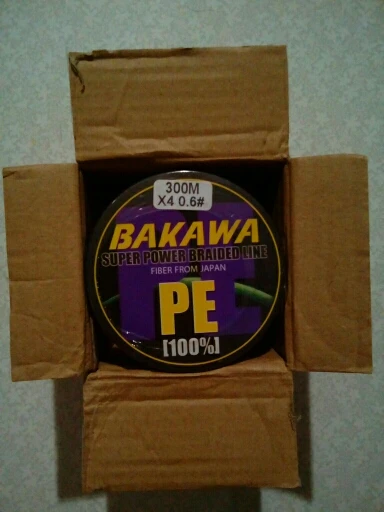 300M
X4 0.6#
BAKAWA
SUPER POWER BRAIDED LINE
FIBER FROM JAPAN
PE
[100%]